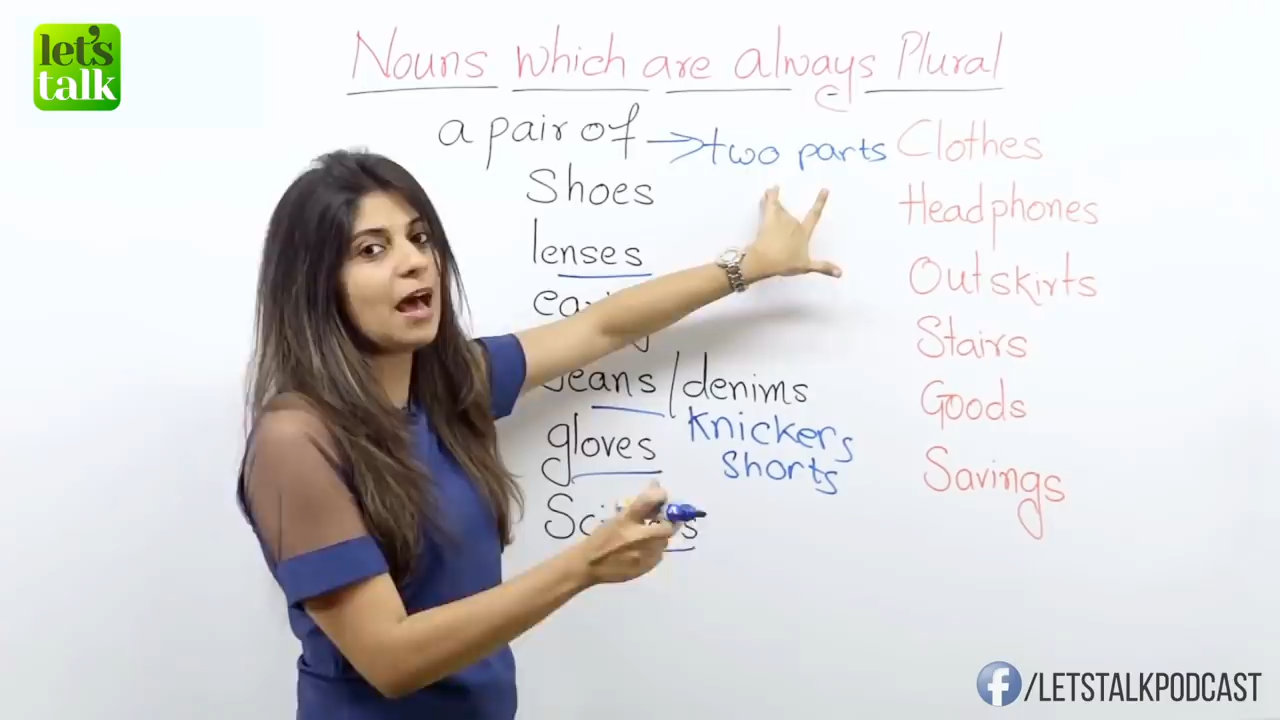 let's
talk
Nouns which are always Plural
a pair of → two parts
Shoes
lenses
Jeans/denims
gloves
Knickers
Shorts
Clothes
Headphones
Outskirts
Stairs
Goods
Savings
f/LETSTALKPODCAST